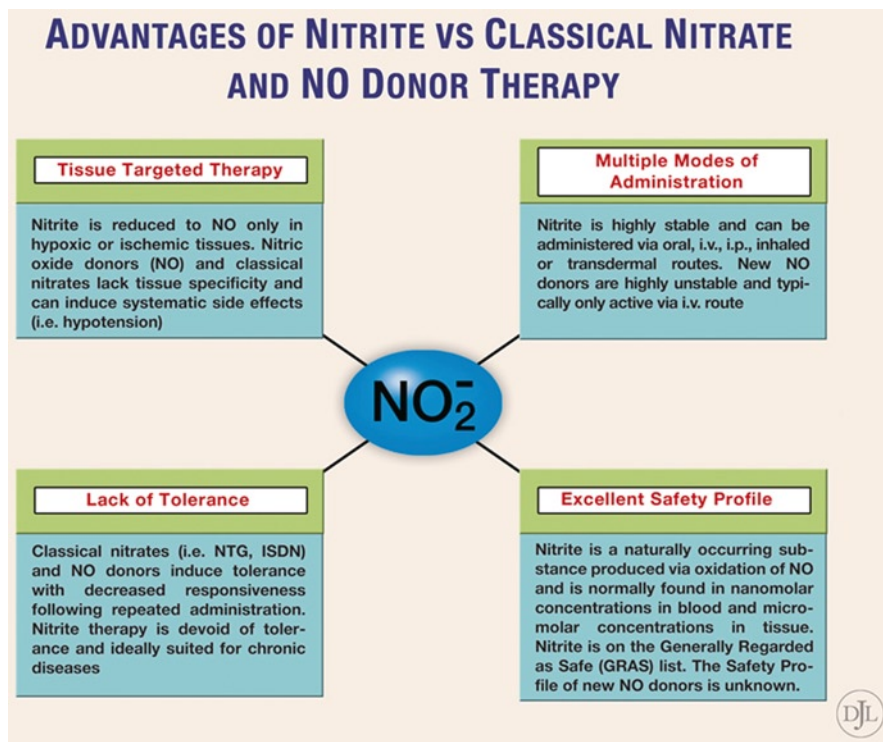 ADVANTAGES OF NITRITE VS CLASSICAL NITRATE
AND NO DONOR THERAPY
Tissue Targeted Therapy
Nitrite is reduced to NO only in
hypoxic or ischemic tissues. Nitric
oxide donors (NO) and classical
nitrates lack tissue specificity and
can induce systematic side effects
(i.e. hypotension)
Multiple Modes of
Administration
Nitrite is highly stable and can be
administered via oral, i.v., i.p., inhaled
or transdermal routes. New NO
donors are highly unstable and typi-
cally only active via i.v. route
NO₂⁻
Lack of Tolerance
Classical nitrates (i.e. NTG, ISDN)
and NO donors induce tolerance
with decreased responsiveness
following repeated administration.
Nitrite therapy is devoid of toler-
ance and ideally suited for chronic
diseases
Excellent Safety Profile
Nitrite is a naturally occurring sub-
stance produced via oxidation of NO
and is normally found in nanomolar
concentrations in blood and micro-
molar concentrations in tissue.
Nitrite is on the Generally Regarded
as Safe (GRAS) list. The Safety Pro-
file of new NO donors is unknown.
DJL